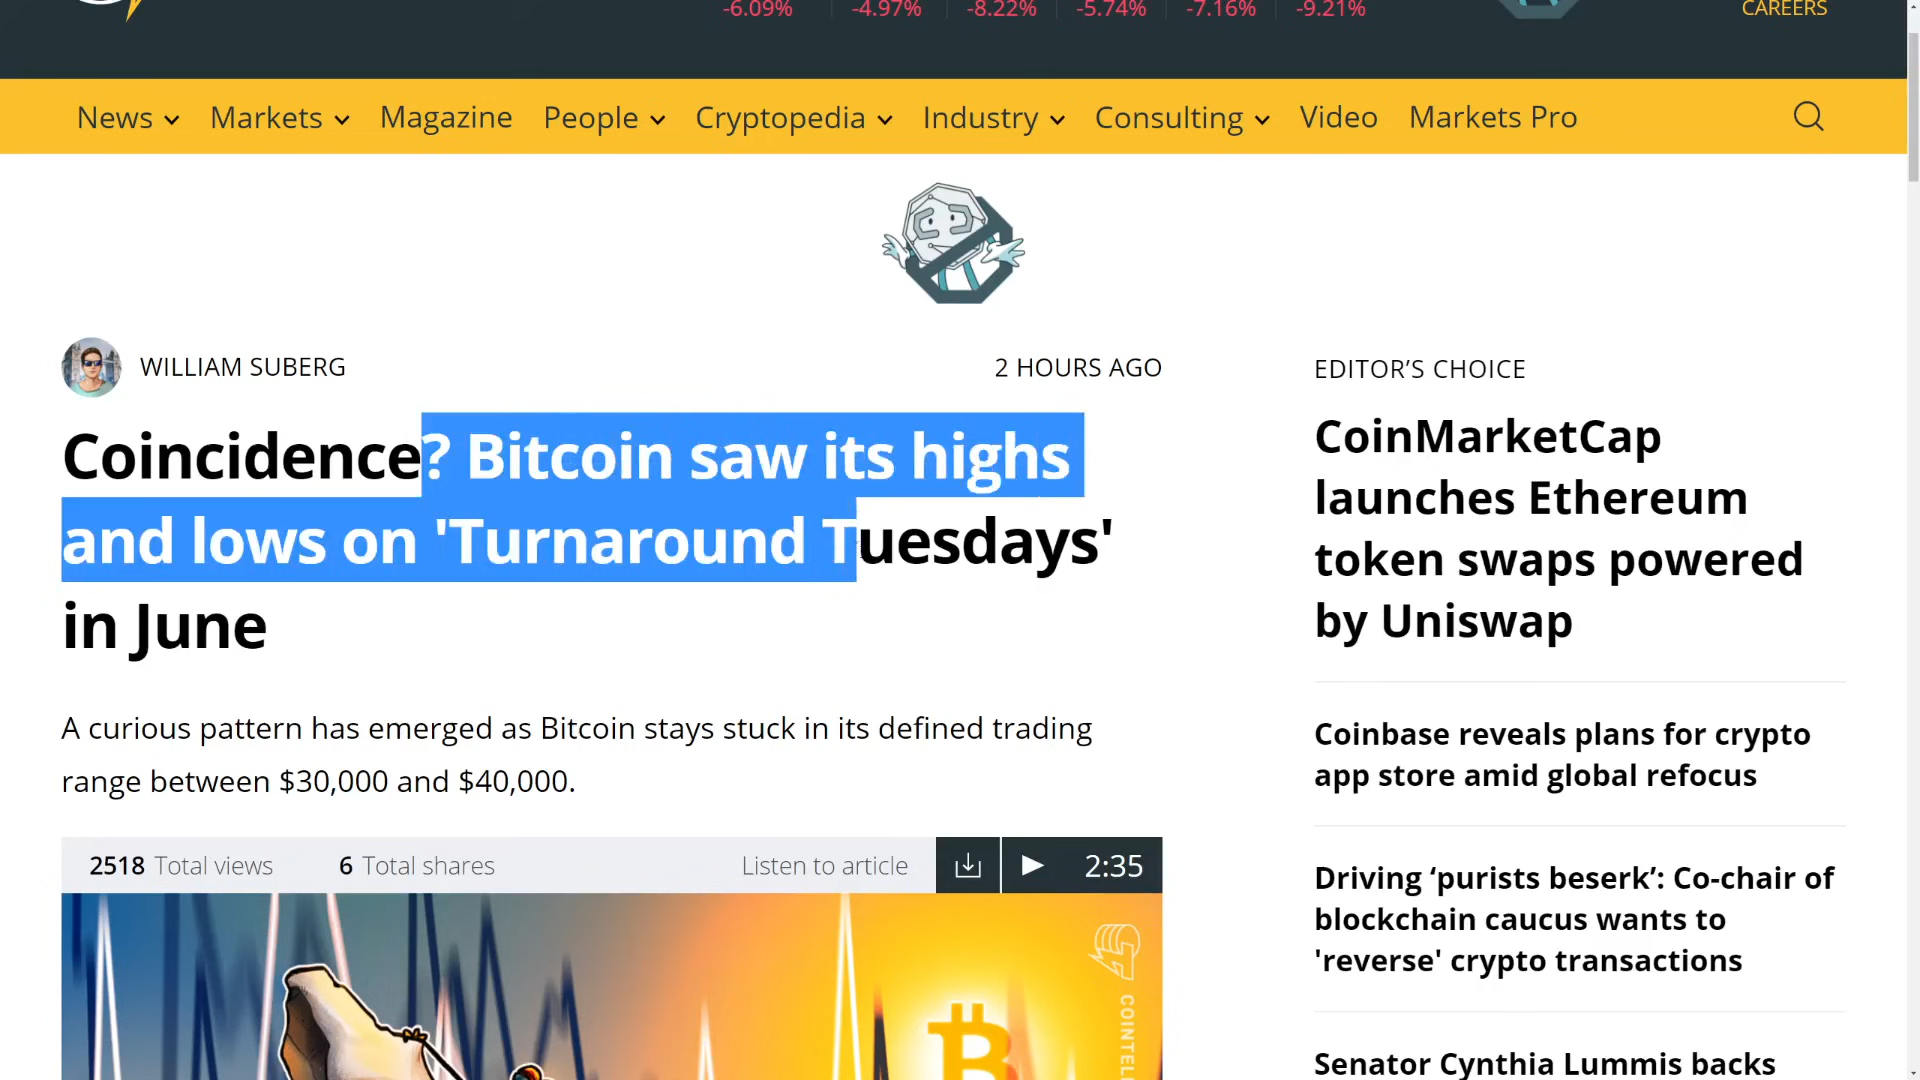 -6.09% -4.97% -8.22% -5.74% -7.16% -9.21%
CAREERS
News Markets Magazine People Cryptopedia Industry Consulting Video Markets Pro
WILLIAM SUBERG
2 HOURS AGO
Coincidence? Bitcoin saw its highs
and lows on 'Turnaround Tuesdays'
in June
A curious pattern has emerged as Bitcoin stays stuck in its defined trading
range between $30,000 and $40,000.
2518 Total views 6 Total shares Listen to article 2:35
COINTEL
EDITOR’S CHOICE
CoinMarketCap
launches Ethereum
token swaps powered
by Uniswap
Coinbase reveals plans for crypto
app store amid global refocus
Driving ‘purists beserk’: Co-chair of
blockchain caucus wants to
'reverse' crypto transactions
Senator Cynthia Lummis backs